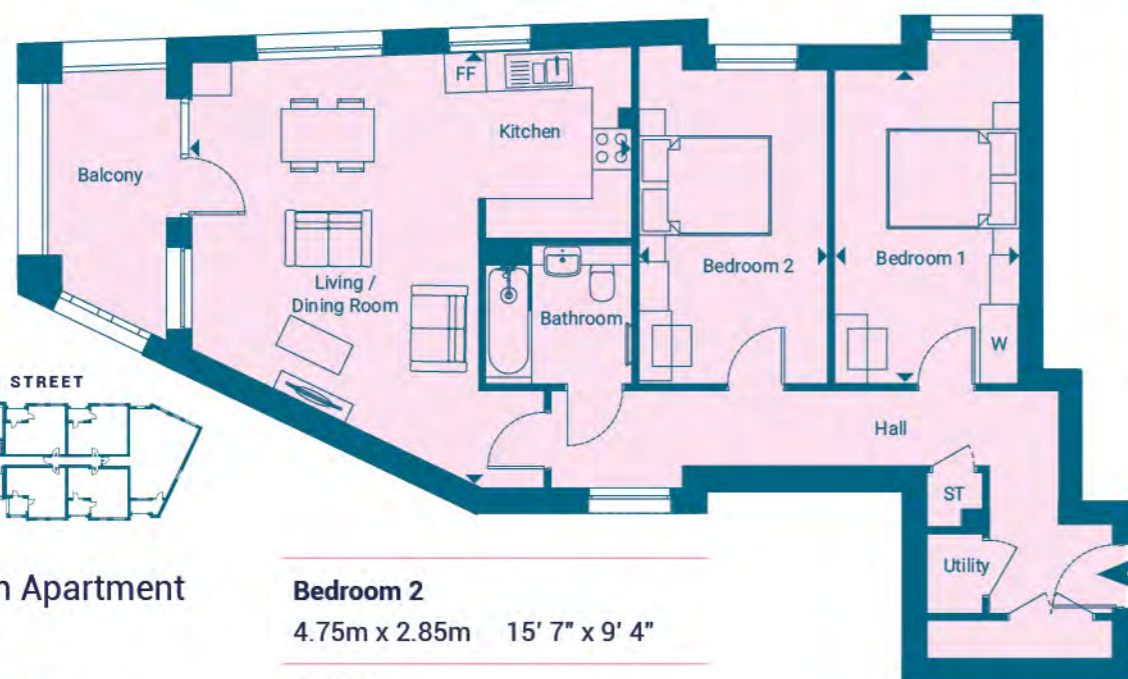 FF
Kitchen
Balcony
Living /
Dining Room
Bedroom 2
Bedroom 1
Bathroom
W
STREET
Hall
ST
Utility
Apartment
Bedroom 2
4.75m x 2.85m 15' 7" x 9' 4"